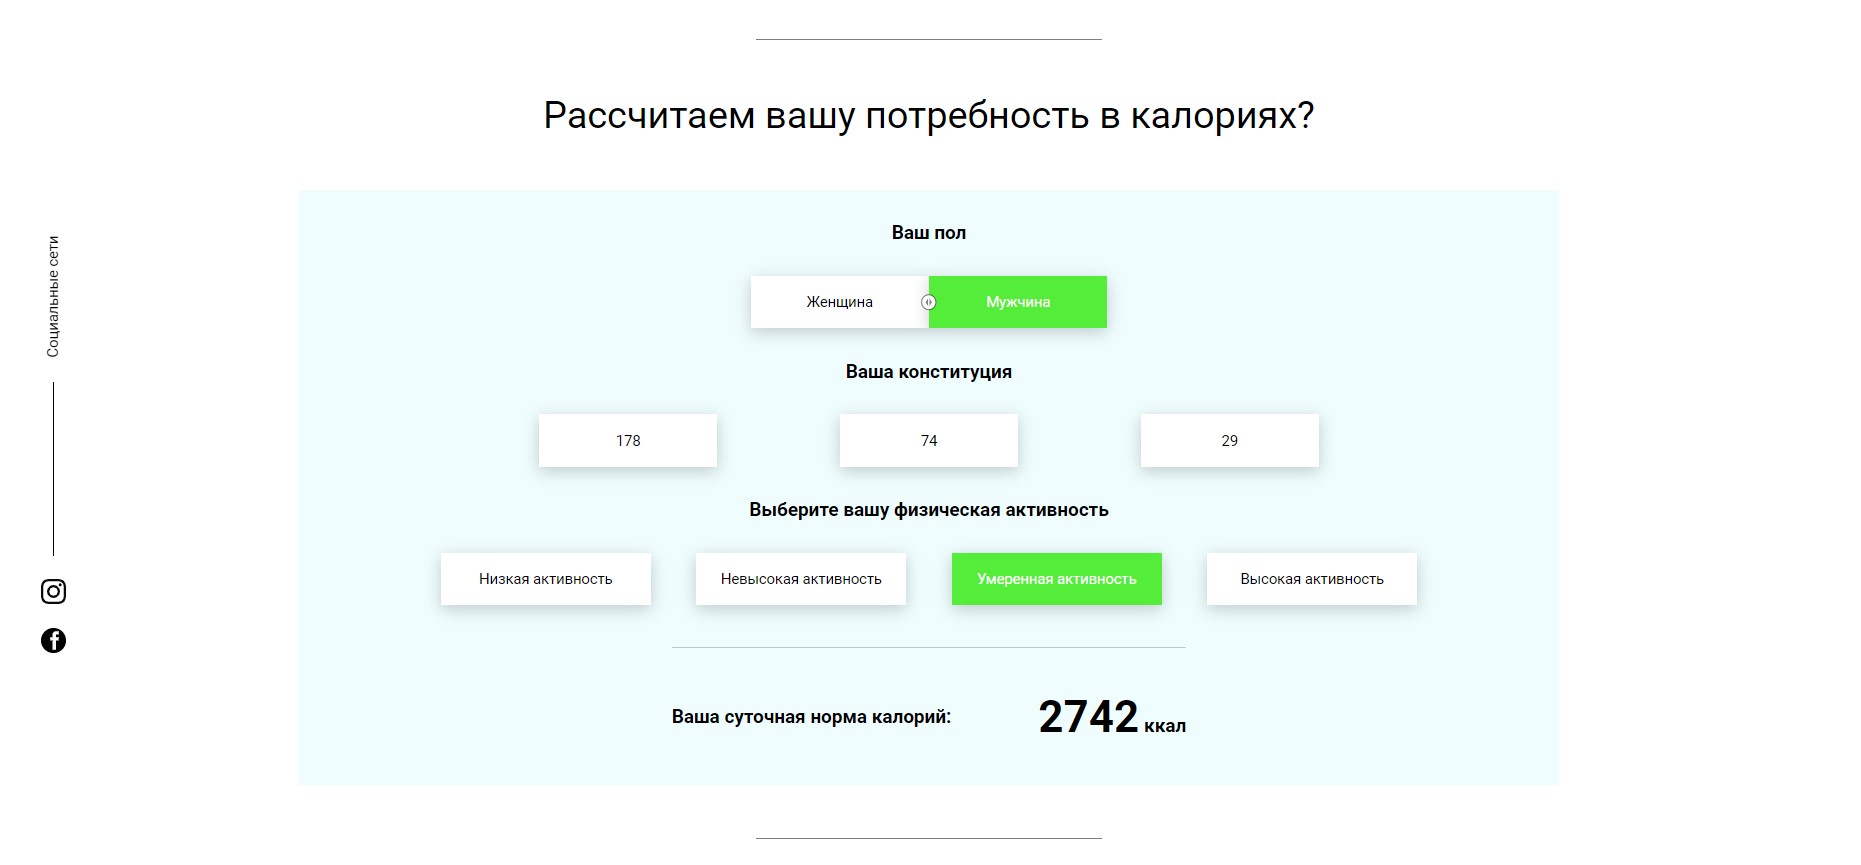 Рассчитаем вашу потребность в калориях?
Социальные сети
Ваш пол
Женщина
Мужчина
Ваша конституция
178
74
29
Выберите вашу физическая активность
Низкая активность
Невысокая активность
Умеренная активность
Высокая активность
Ваша суточная норма калорий:
2742 ккал